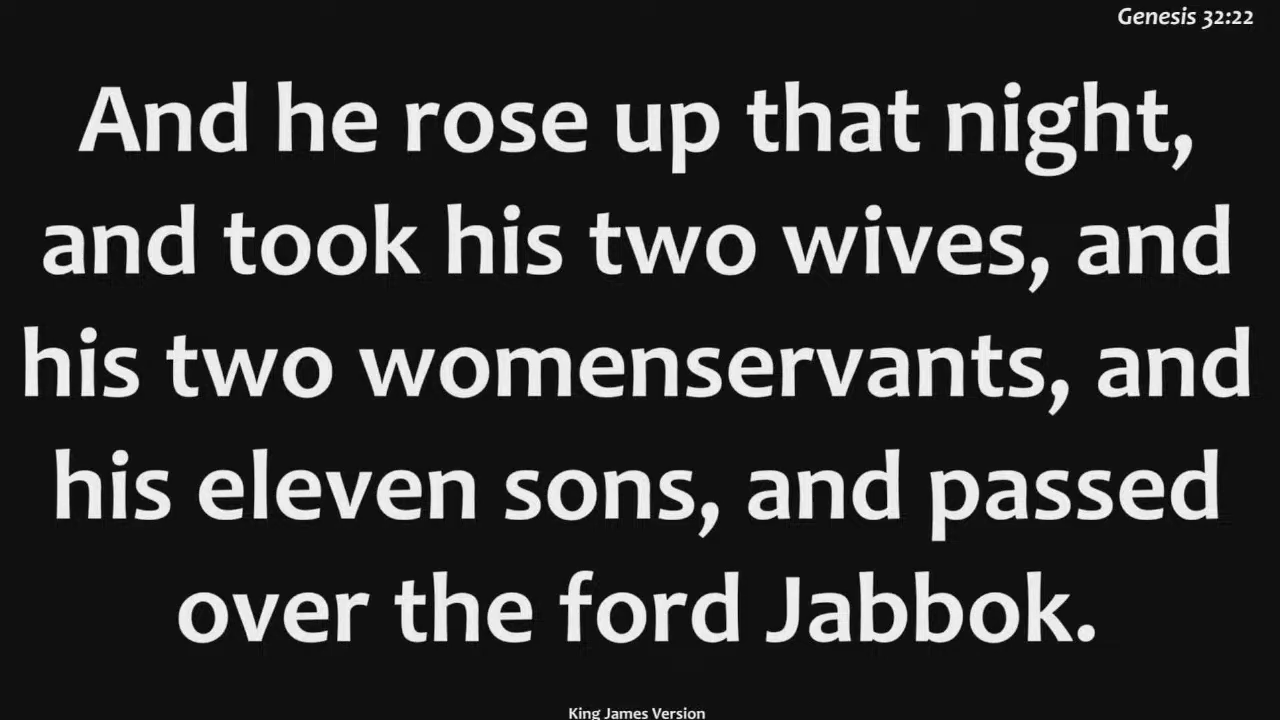 Genesis 32:22
And he rose up that night,
and took his two wives, and
his two womenservants, and
his eleven sons, and passed
over the ford Jabbok.
King James Version